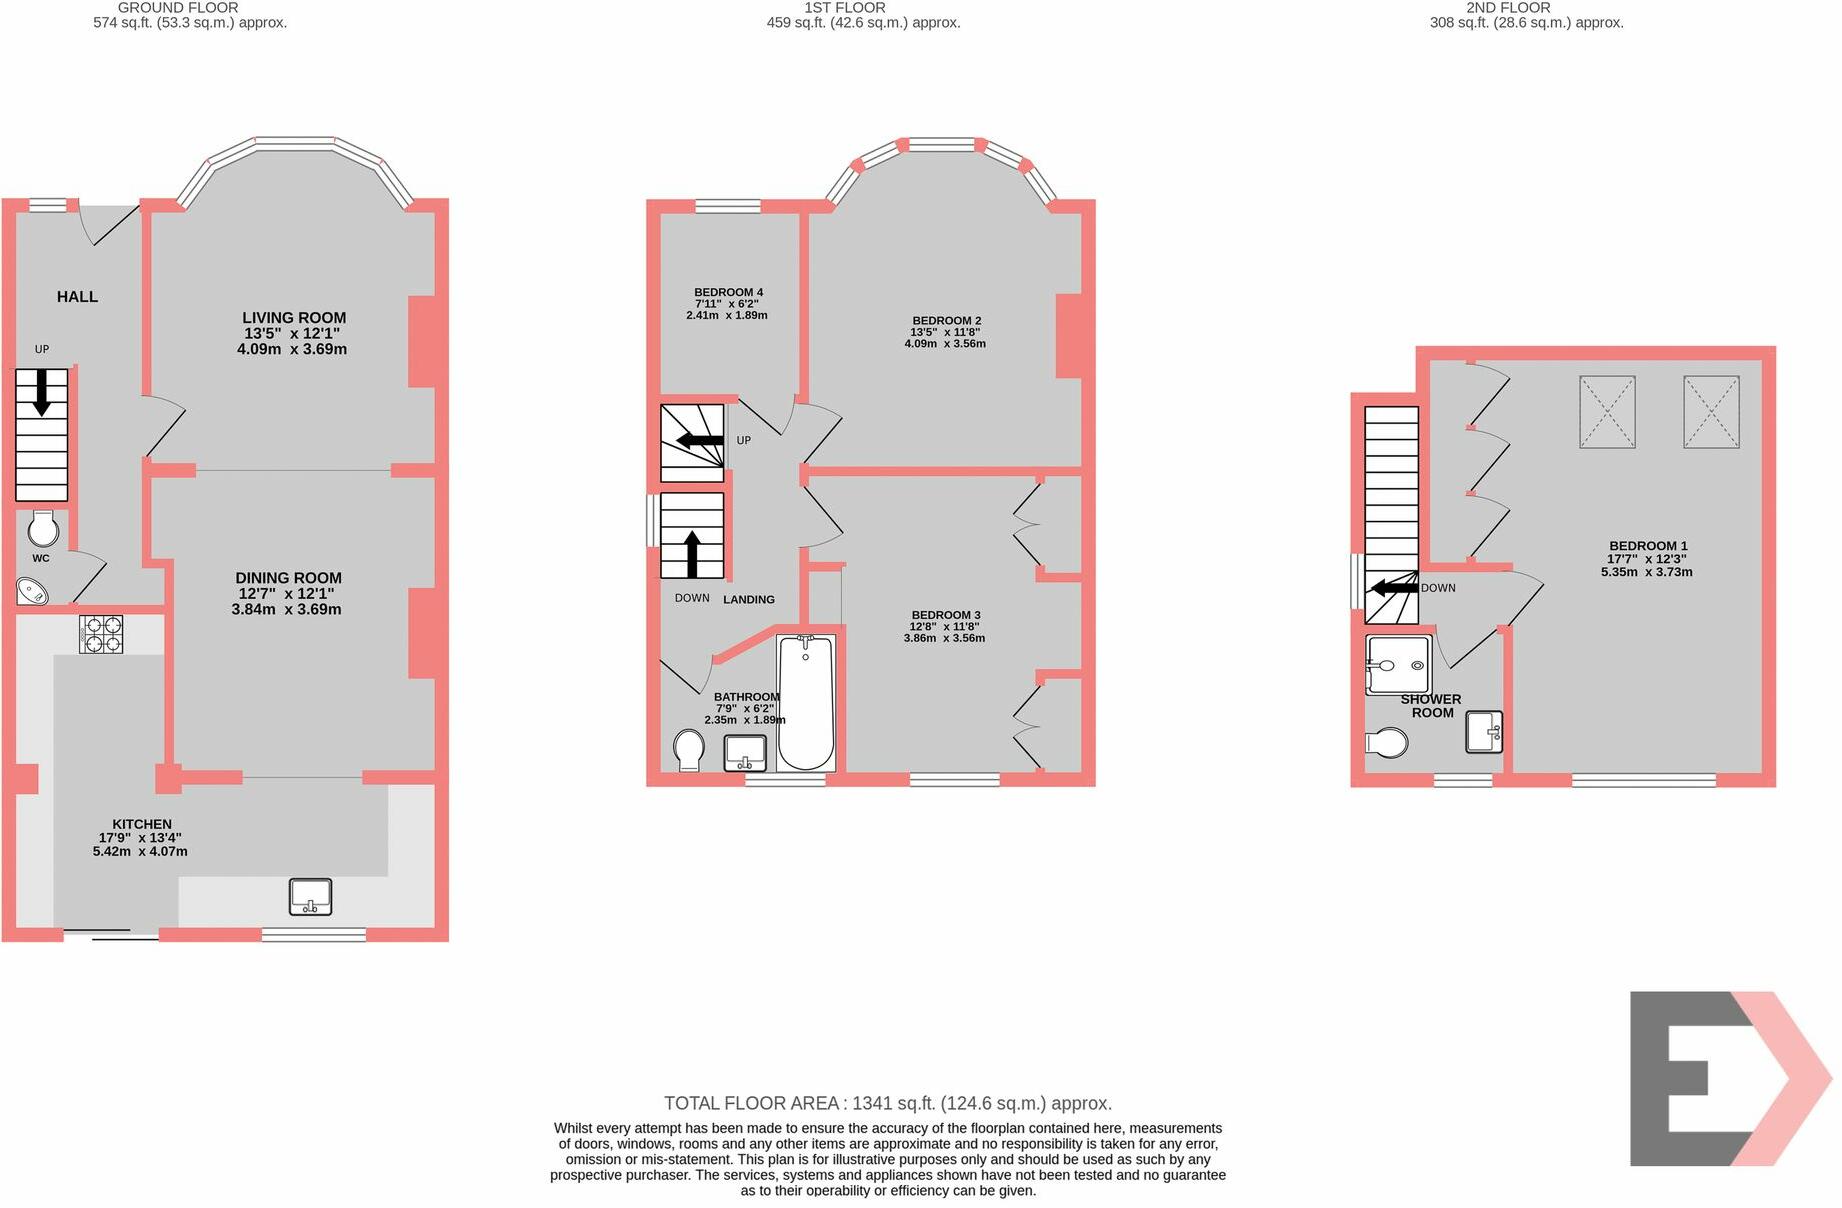 GROUND FLOOR
574 sq.ft. (53.3 sq.m.) approx.
1ST FLOOR
459 sq.ft. (42.6 sq.m.) approx.
2ND FLOOR
308 sq.ft. (28.6 sq.m.) approx.
HALL
UP
LIVING ROOM
13'5" x 12'1"
4.09m x 3.69m
WC
DINING ROOM
12'7" x 12'1"
3.84m x 3.69m
KITCHEN
17'9" x 13'4"
5.42m x 4.07m
BEDROOM 4
7'11" x 6'2"
2.41m x 1.89m
BEDROOM 2
13'5" x 11'8"
4.09m x 3.56m
UP
DOWN
LANDING
BEDROOM 3
12'8" x 11'8"
3.86m x 3.56m
BATHROOM
7'9" x 6'2"
2.35m x 1.89m
BEDROOM 1
17'7" x 12'3"
5.35m x 3.73m
DOWN
SHOWER
ROOM
TOTAL FLOOR AREA : 1341 sq.ft. (124.6 sq.m.) approx.
Whilst every attempt has been made to ensure the accuracy of the floorplan contained here, measurements
of doors, windows, rooms and any other items are approximate and no responsibility is taken for any error,
omission or mis-statement. This plan is for illustrative purposes only and should be used as such by any
prospective purchaser. The services, systems and appliances shown have not been tested and no guarantee
as to their operability or efficiency can be given.
E